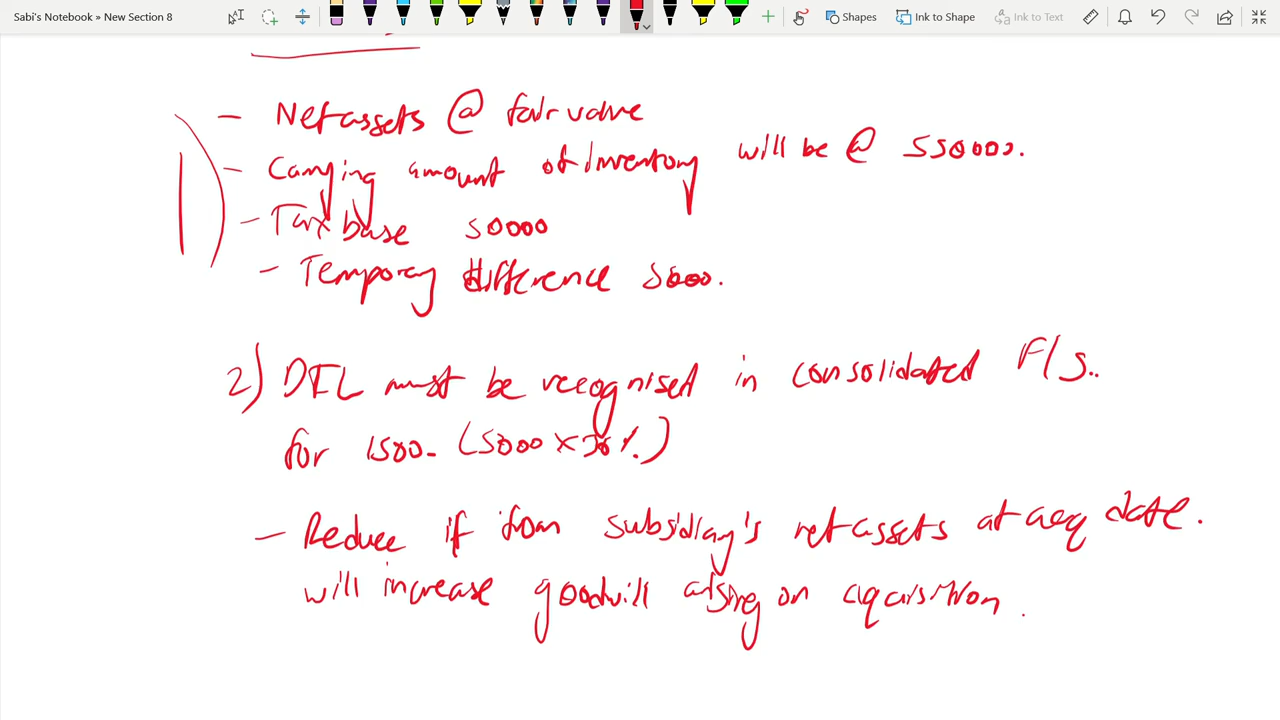 Sabi's Notebook » New Section 8
Shapes
Ink to Shape
Ink to Text
- Net assets @ fair value
- Carrying amount of inventory will be @ 550000.
- Tax base 50000
- Temporary difference 5000.
2) DTL must be recognised in consolidated F/S..
for 1500- (5000 x 30%.)
- Reduce it from subsidiary's net assets at acq date.
will increase goodwill arising on acquisition.